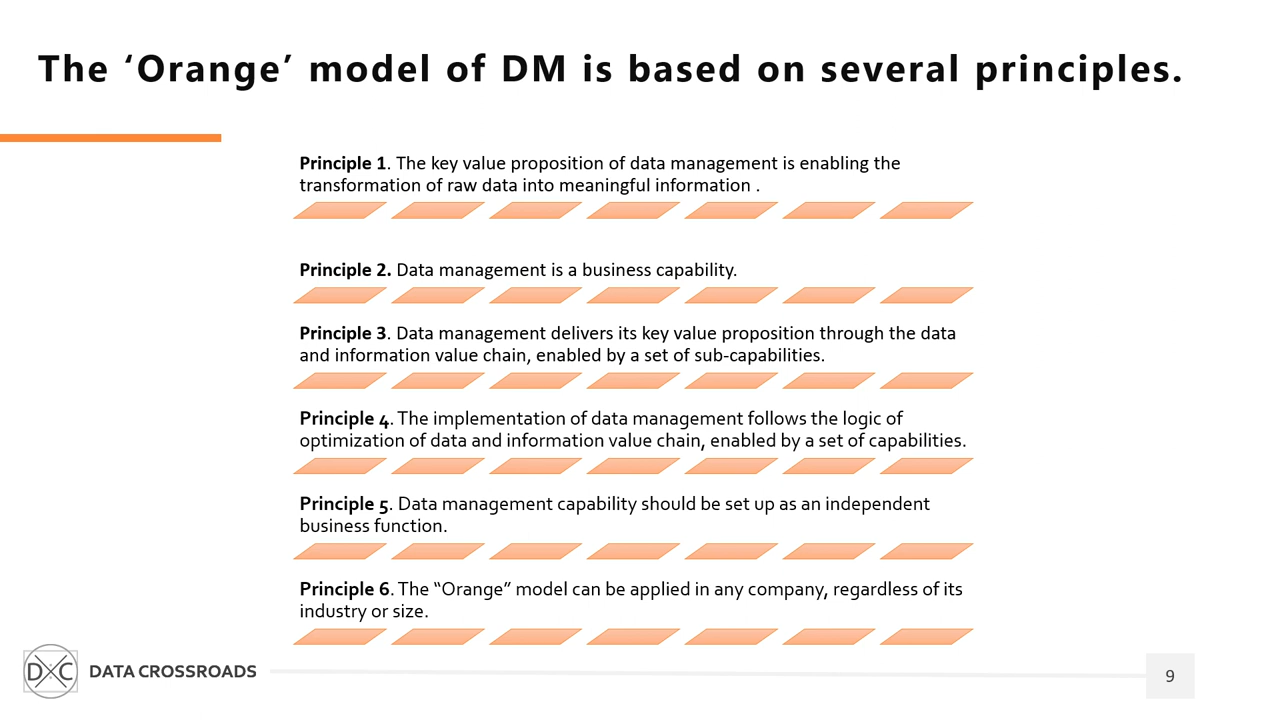 The ‘Orange’ model of DM is based on several principles.
Principle 1. The key value proposition of data management is enabling the
transformation of raw data into meaningful information .
Principle 2. Data management is a business capability.
Principle 3. Data management delivers its key value proposition through the data
and information value chain, enabled by a set of sub-capabilities.
Principle 4. The implementation of data management follows the logic of
optimization of data and information value chain, enabled by a set of capabilities.
Principle 5. Data management capability should be set up as an independent
business function.
Principle 6. The “Orange” model can be applied in any company, regardless of its
industry or size.
DXC DATA CROSSROADS
9